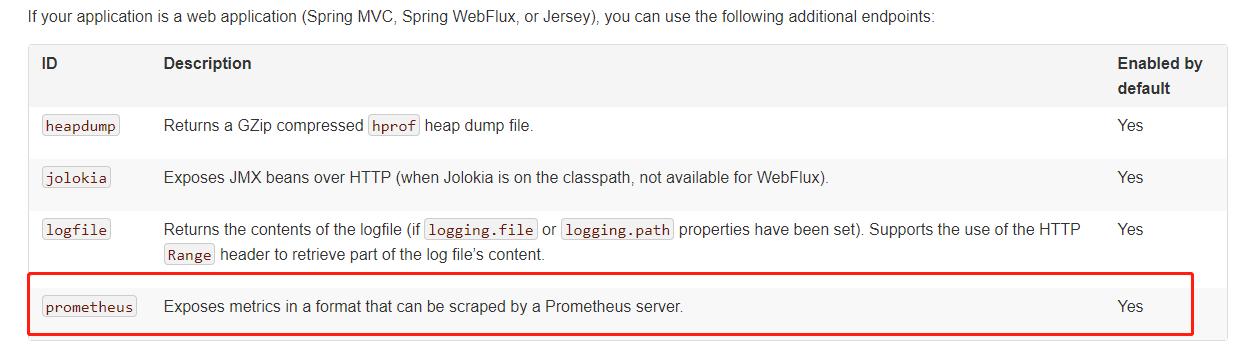 If your application is a web application (Spring MVC, Spring WebFlux, or Jersey), you can use the following additional endpoints:
ID Description Enabled by
default
heapdump Returns a GZip compressed hprof heap dump file. Yes
jolokia Exposes JMX beans over HTTP (when Jolokia is on the classpath, not available for WebFlux). Yes
logfile Returns the contents of the logfile (if logging.file or logging.path properties have been set). Supports the use of the HTTP Yes
Range header to retrieve part of the log file’s content.
prometheus Exposes metrics in a format that can be scraped by a Prometheus server. Yes